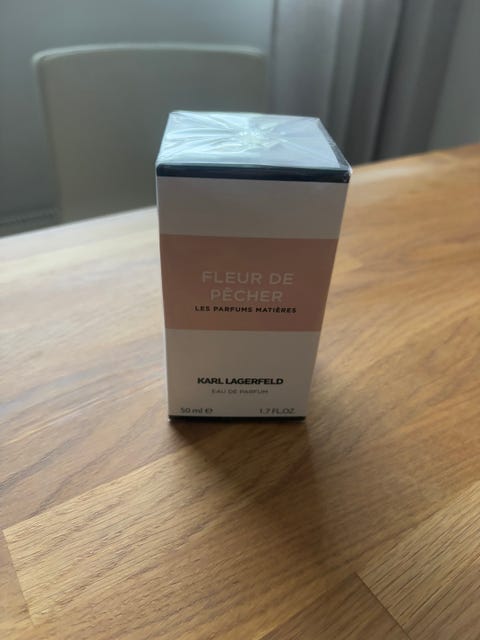 FLEUR DE
PÊCHER
LES PARFUMS MATIÈRES
KARL LAGERFELD
EAU DE PARFUM
50 ml ℮ 1.7 FL.OZ